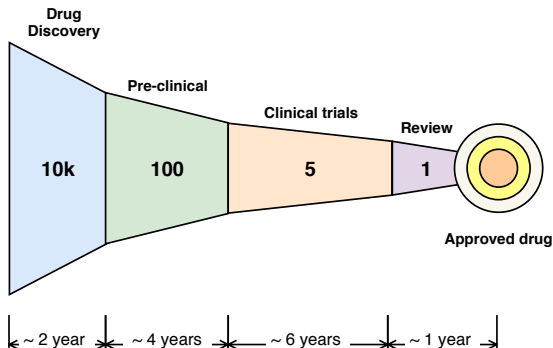 Drug
Discovery
Pre-clinical
Clinical trials
Review
10k
100
5
1
Approved drug
~ 2 year
~ 4 years
~ 6 years
~ 1 year